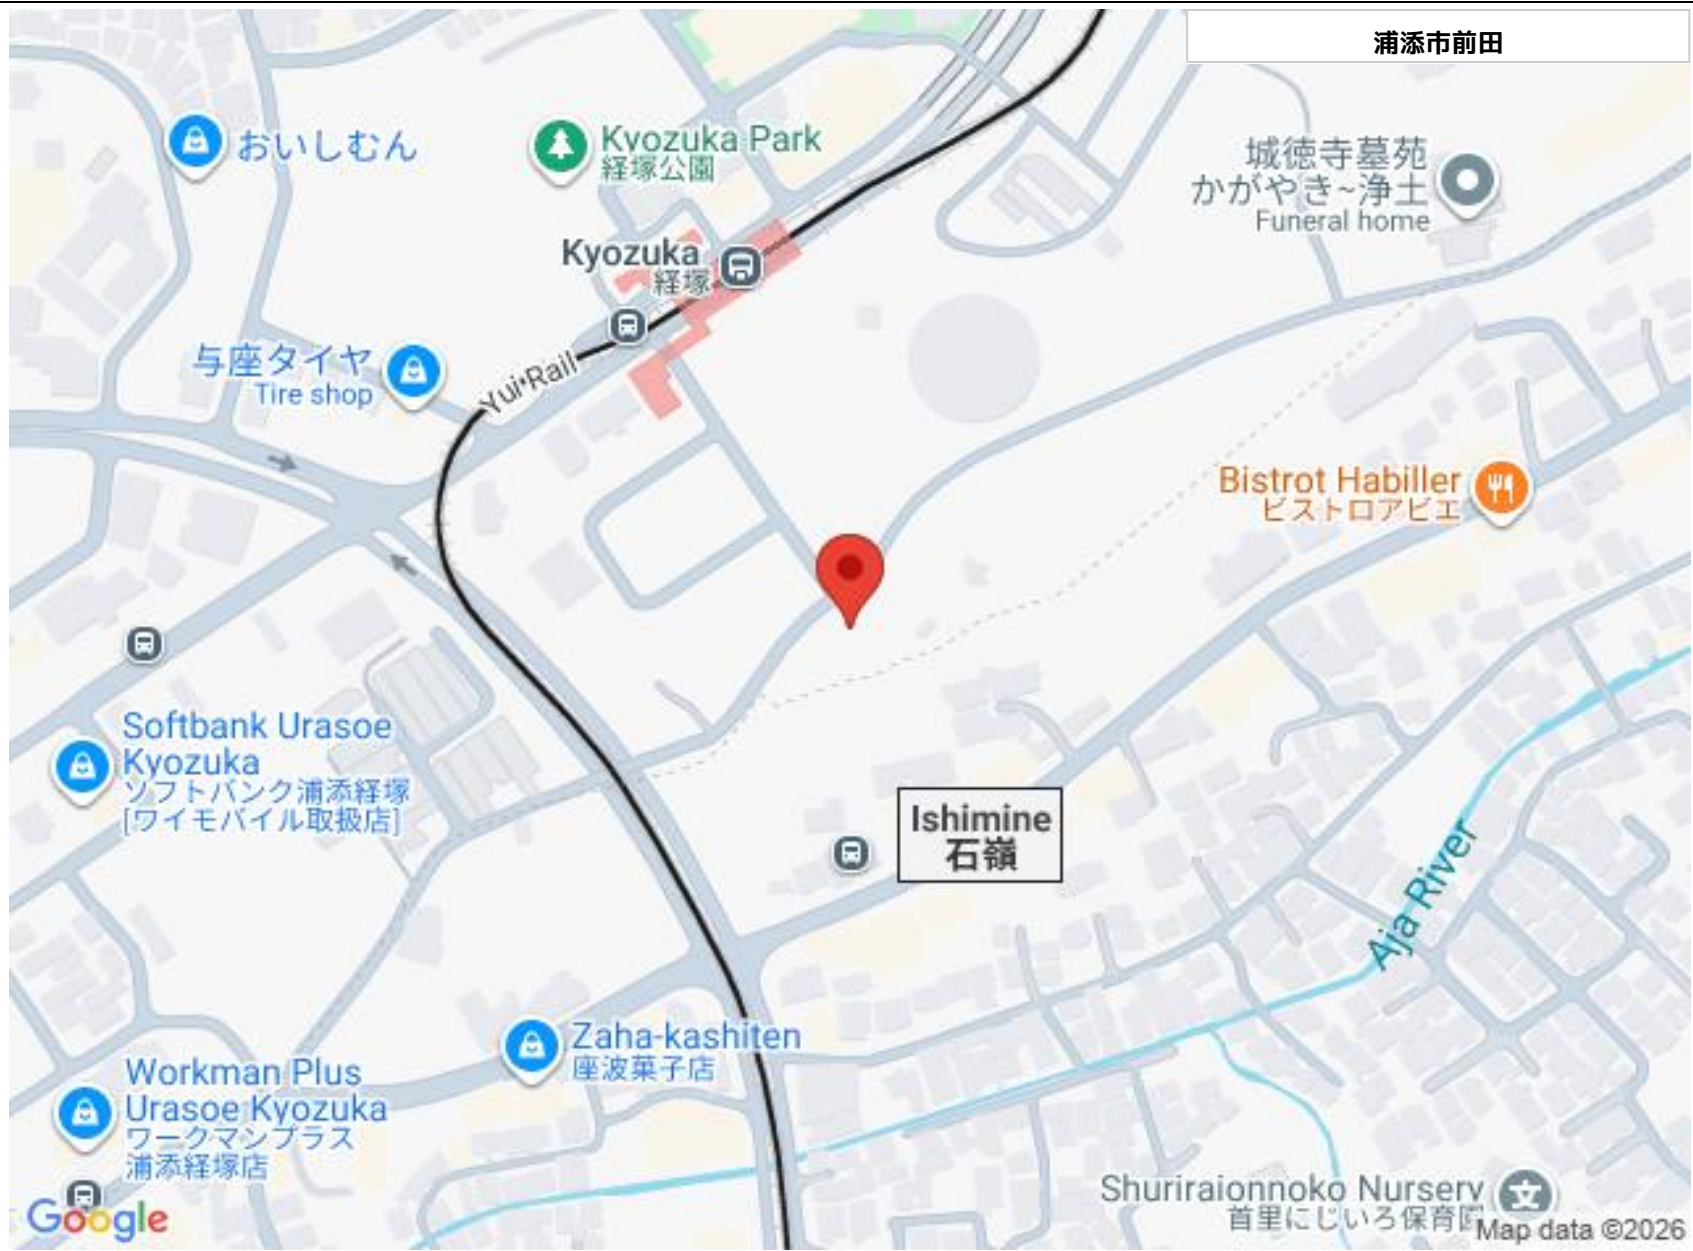 浦添市前田
おいしむん
Kyozuka Park
経塚公園
城徳寺墓苑
かがやき~浄土
Funeral home
Kyozuka
経塚
与座タイヤ
Tire shop
Yui Rail
Bistrot Habiller
ビストロアビエ
Softbank Urasoe
Kyozuka
ソフトバンク浦添経塚
[ワイモバイル取扱店]
Ishimine
石嶺
Aja River
Zaha-kashiten
座波菓子店
Workman Plus
Urasoe Kyozuka
ワークマンプラス
浦添経塚店
Shuriraionnoko Nursery
首里にじいろ保育園
Google
Map data ©2026